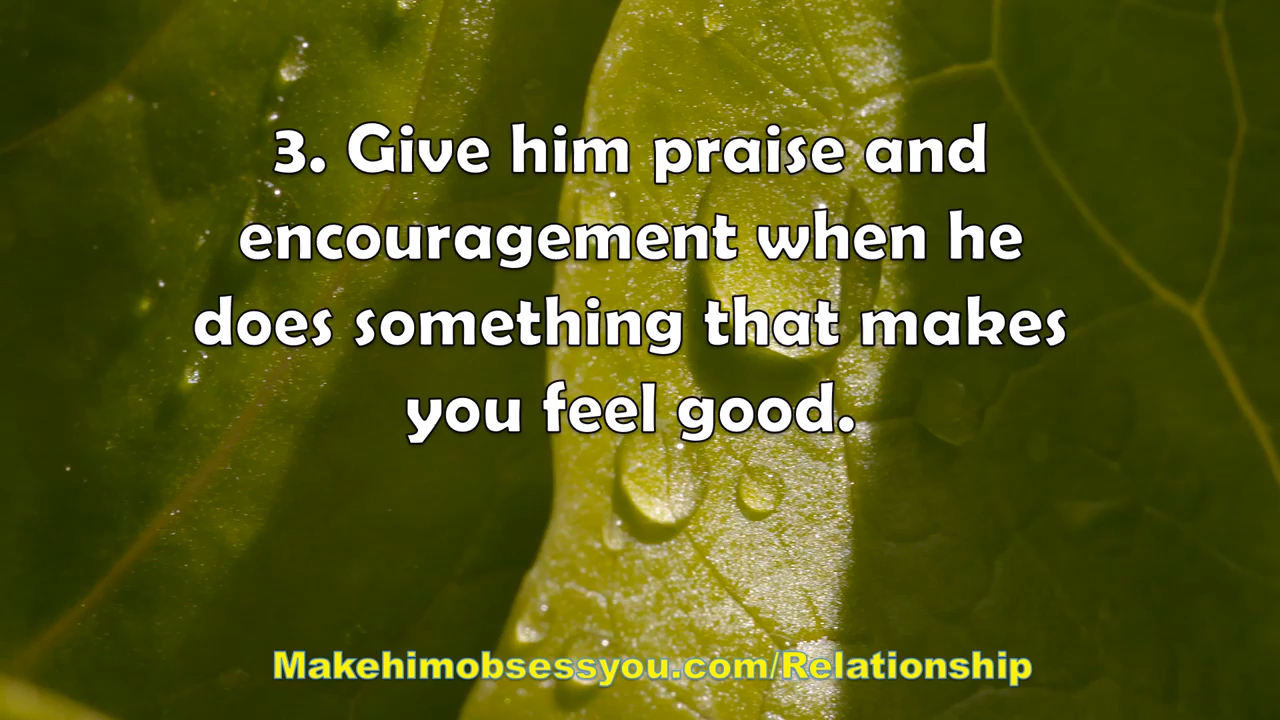 3. Give him praise and
encouragement when he
does something that makes
you feel good.
Makehimobsessyou.com/Relationship